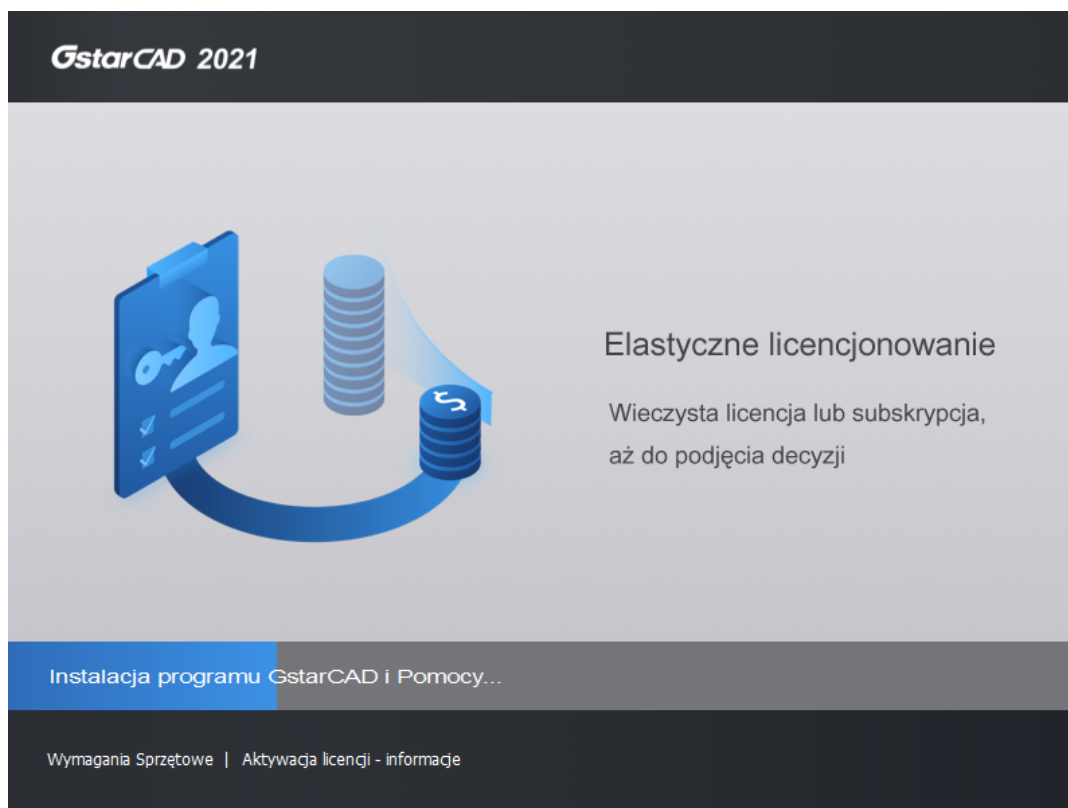 GstarCAD 2021
Elastyczne licencjonowanie
Wieczysta licencja lub subskrypcja,
aż do podjęcia decyzji
Instalacja programu GstarCAD i Pomocy...
Wymagania Sprzętowe | Aktywacja licencji - informacje